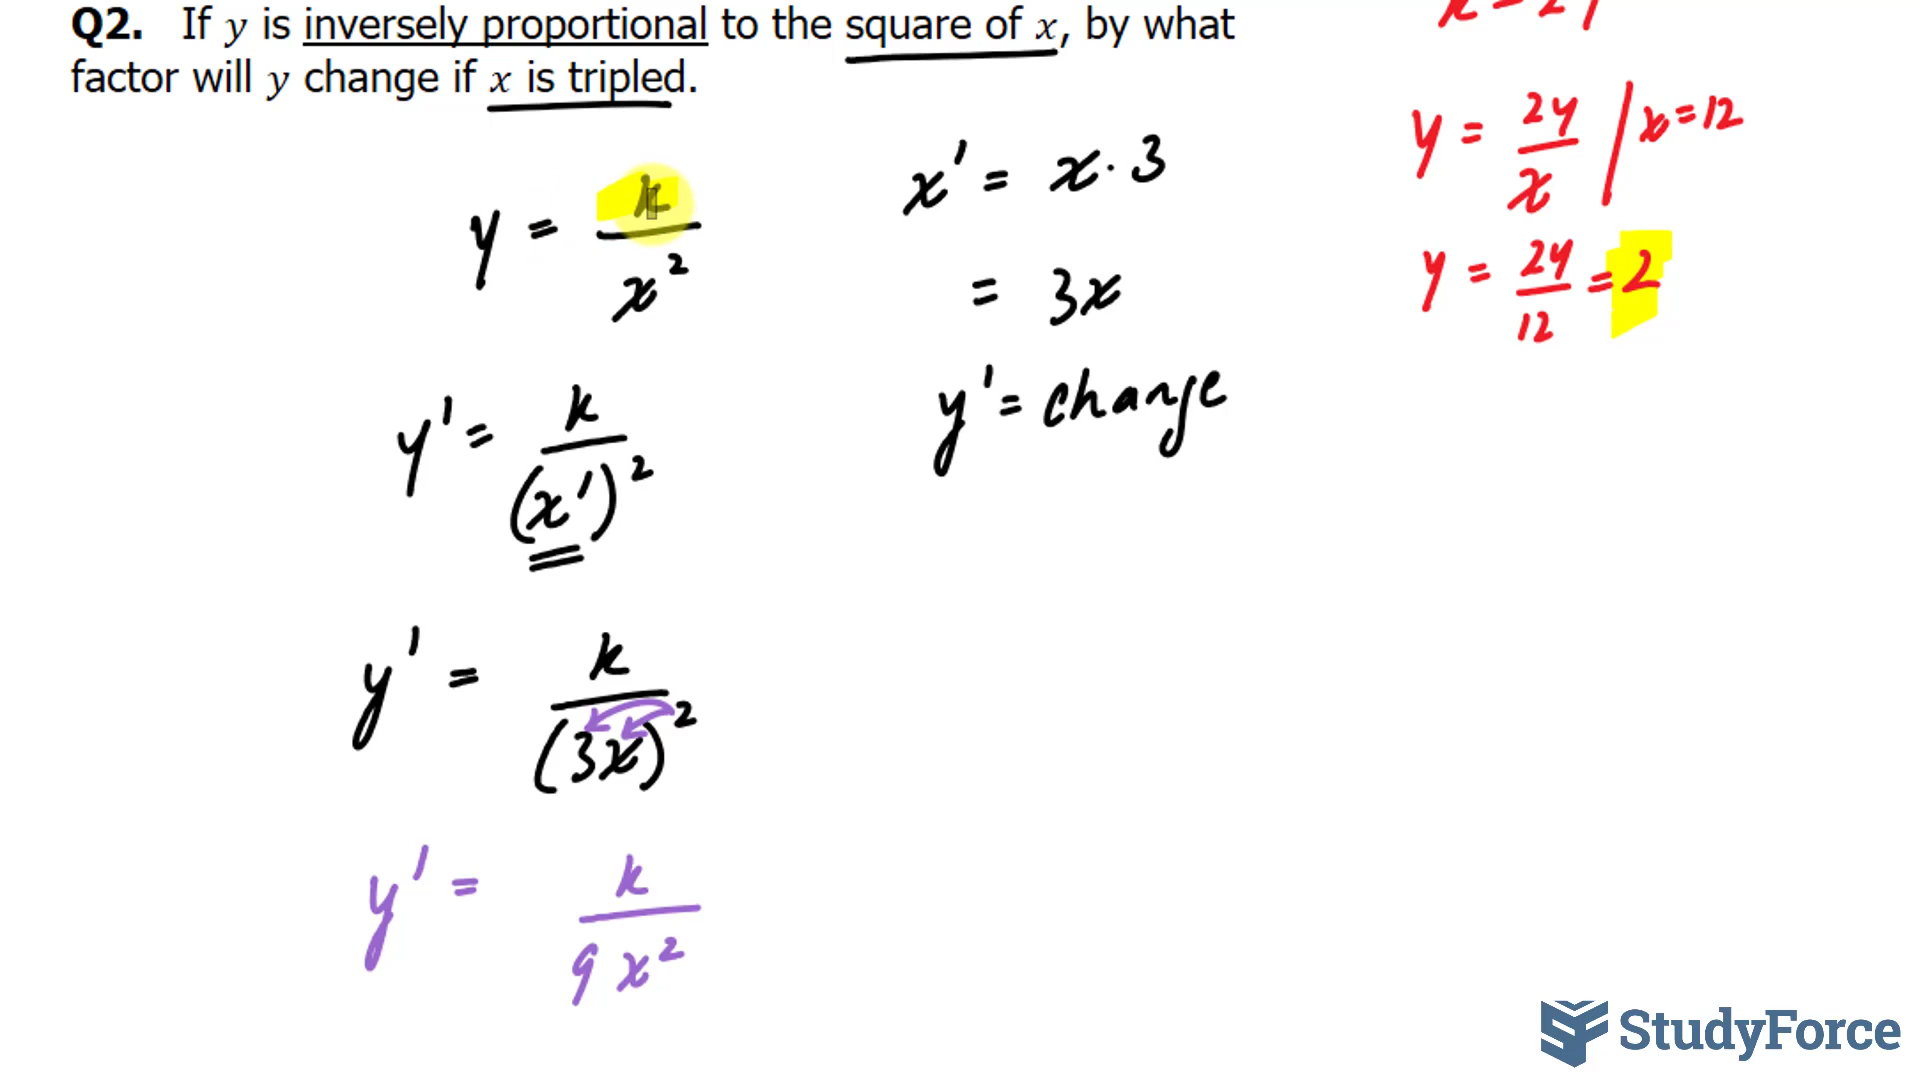 Q2. If y is inversely proportional to the square of x, by what
factor will y change if x is tripled.
y = k / x²
y' = k / (x')²
y' = k / (3x)²
y' = k / 9x²
x' = x · 3
= 3x
y' = change
y = 24 / x | x = 12
y = 24 / 12 = 2
StudyForce